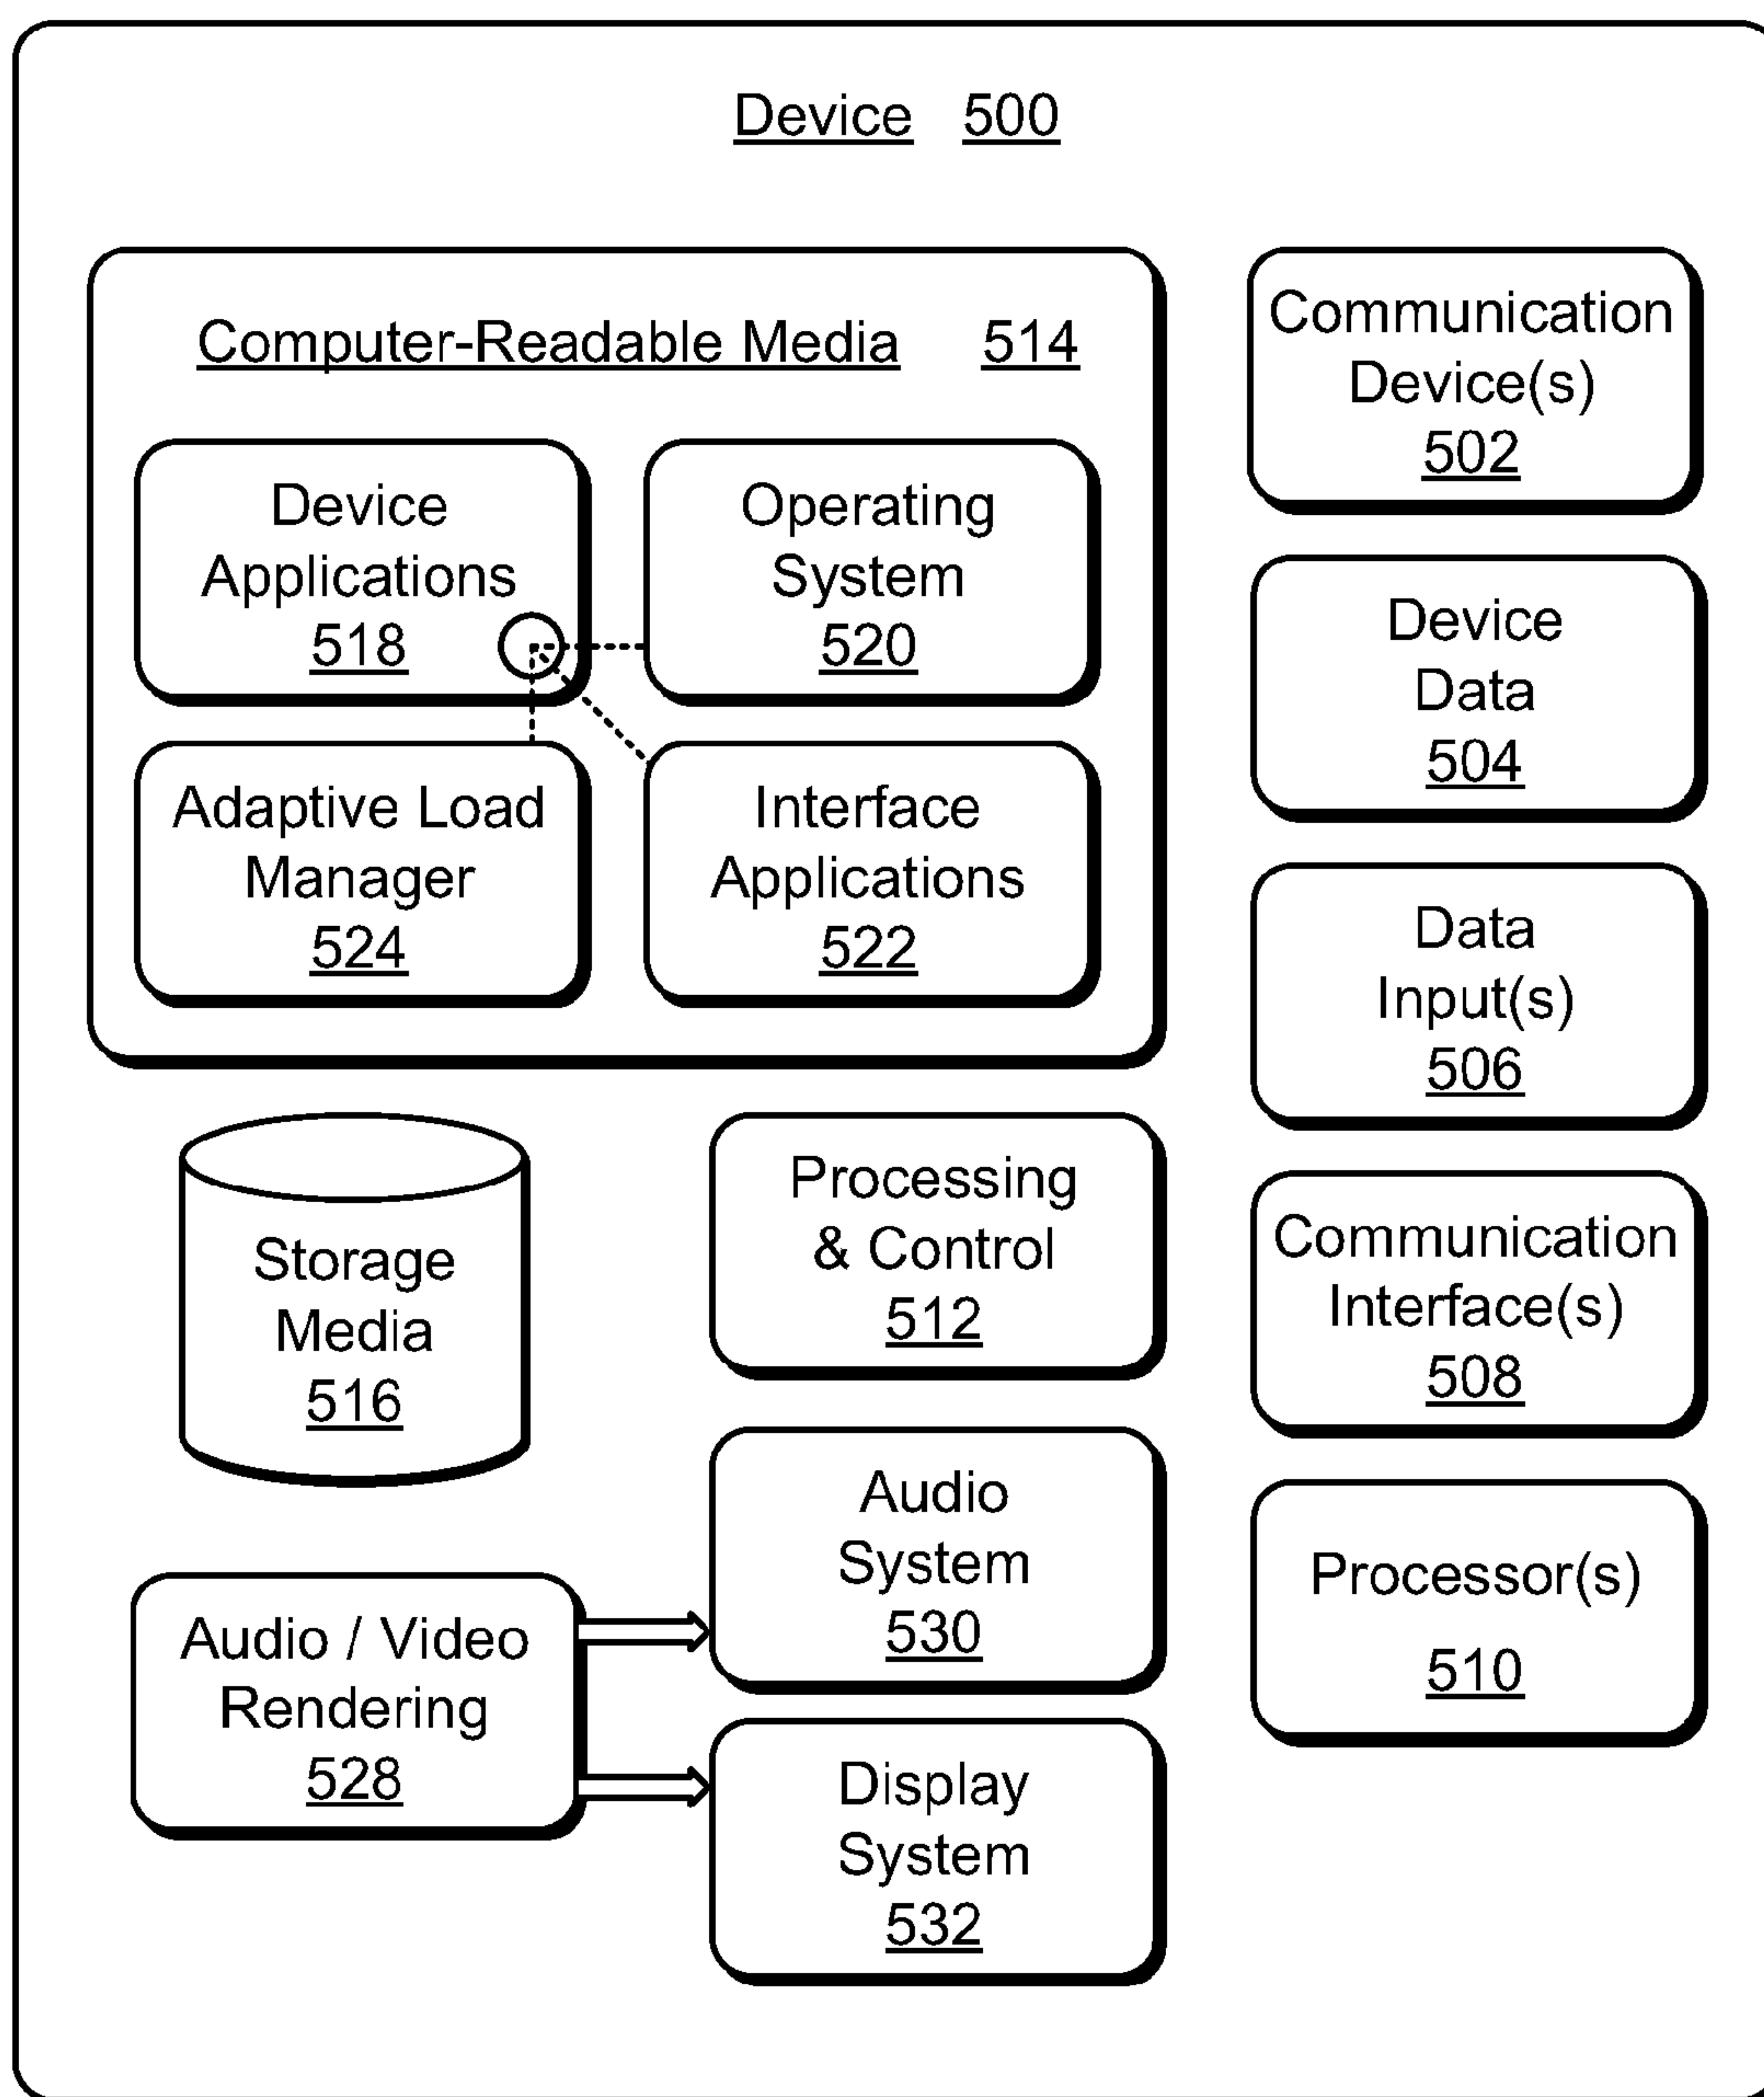 Device 500
Computer-Readable Media 514
Device
Applications
518
Operating
System
520
Adaptive Load
Manager
524
Interface
Applications
522
Storage
Media
516
Processing
& Control
512
Audio / Video
Rendering
528
Audio
System
530
Display
System
532
Communication
Device(s)
502
Device
Data
504
Data
Input(s)
506
Communication
Interface(s)
508
Processor(s)
510